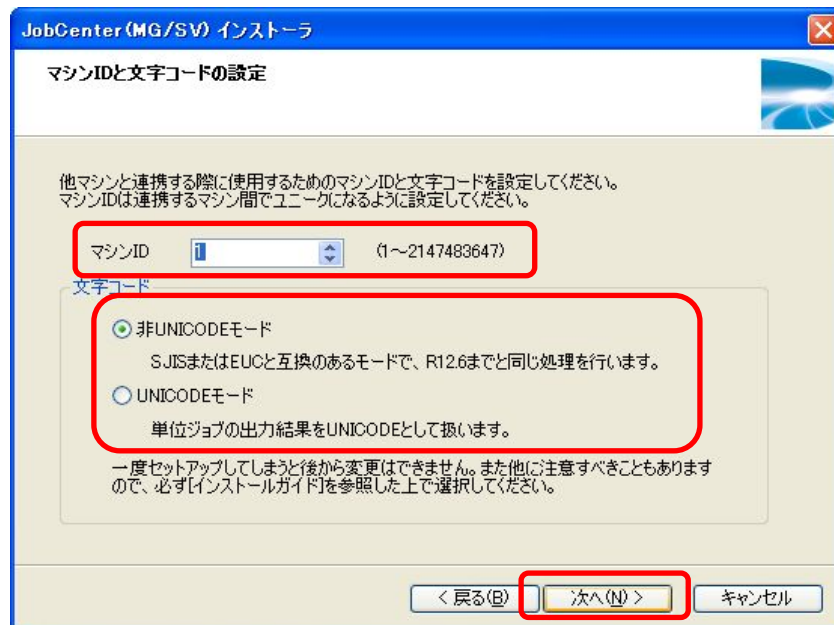 JobCenter(MG/SV) インストーラ
マシンIDと文字コードの設定
他マシンと連携する際に使用するためのマシンIDと文字コードを設定してください。
マシンIDは連携するマシン間でユニークになるように設定してください。
マシンID 1 (1~2147483647)
文字コード
非UNICODEモード
SJISまたはEUCと互換のあるモードで、R12.6までと同じ処理を行います。
UNICODEモード
単位ジョブの出力結果をUNICODEとして扱います。
一度セットアップしてしまうと後から変更はできません。また他に注意すべきこともあります
ので、必ず[インストールガイド]を参照した上で選択してください。
< 戻る(B) 次へ(N) > キャンセル